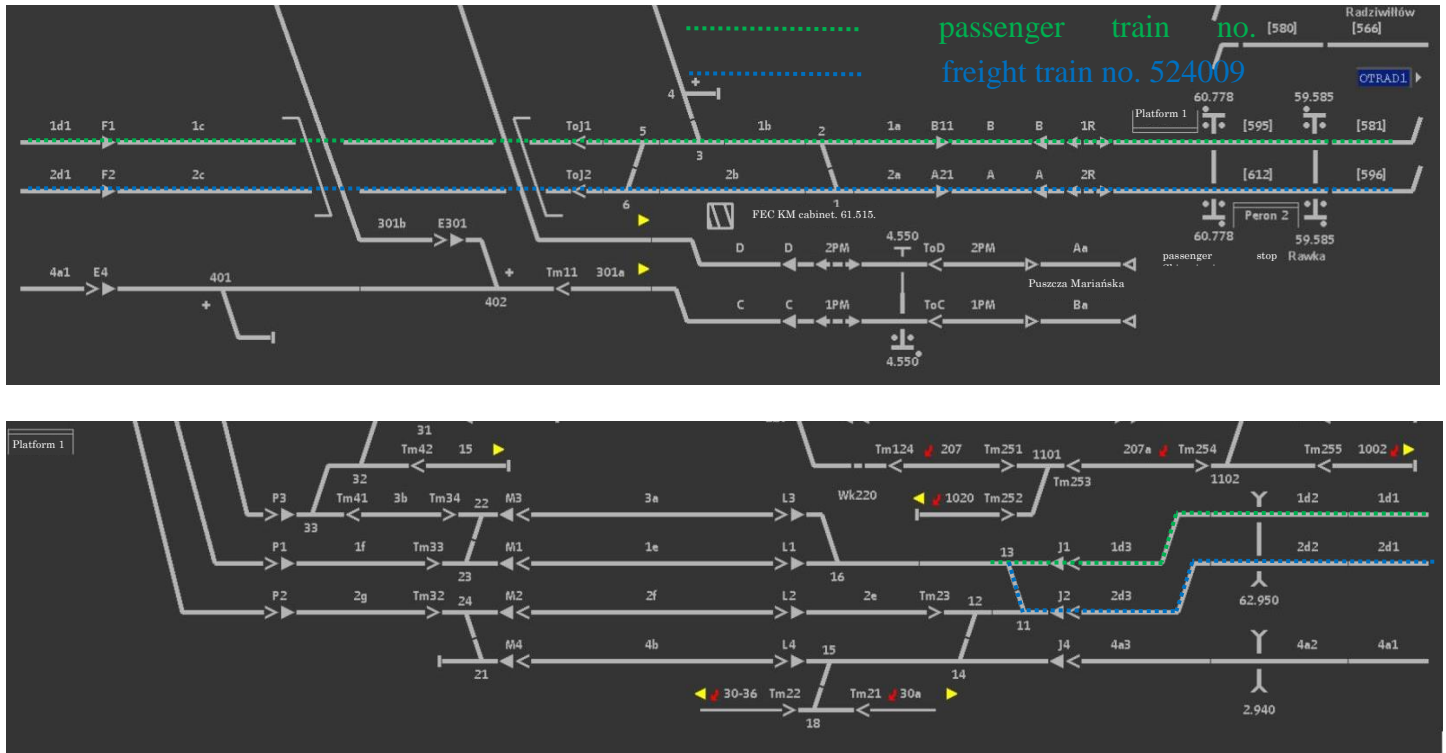 Radziwiłłów
passenger train no. [580] [566]
freight train no. 524009
OTRAD1
4 +
60.778 59.585
Platform 1
1d1 F1 1c ToJ1 5 1b 2 1a B11 B B 1R [595] [581]
3
2d1 F2 2c ToJ2 2b 2a A21 A A 2R [612] [596]
6 1
FEC KM cabinet. 61.515.
Peron 2
301b E301 4.550 60.778 59.585
D D 2PM ToD 2PM Aa
passenger stop Rawka
4a1 E4 401 + Tm11 301a
Puszcza Mariańska
+ 402
C C 1PM ToC 1PM Ba
4.550
Platform 1
31
Tm42 15 Tm124 207 Tm251 1101 207a Tm254 Tm255 1002
32 Tm253 1102
P3 Tm41 3b Tm34 22 M3 3a L3 Wk220 1020 Tm252 1d2 1d1
33
P1 1f Tm33 M1 1e L1 13 J1 1d3 2d2 2d1
23 16
P2 2g Tm32 24 M2 2f L2 2e Tm23 12 J2 2d3 62.950
11
M4 4b L4 15 J4 4a3 4a2 4a1
21 14
30-36 Tm22 Tm21 30a
2.940
18